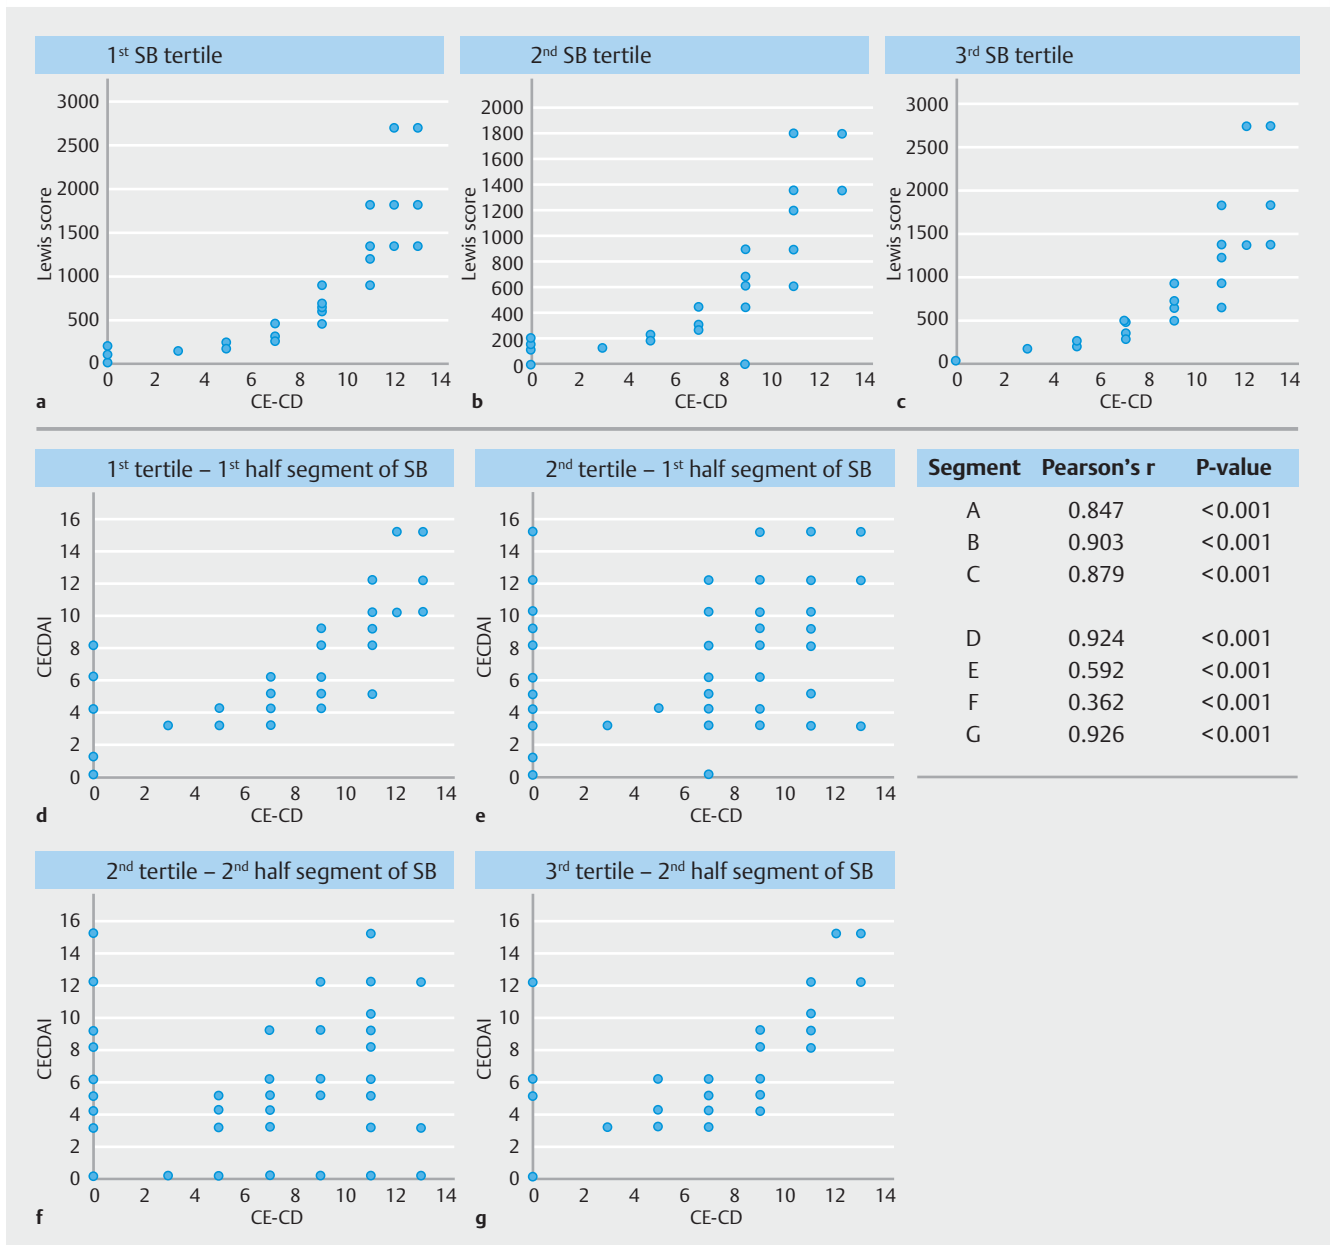 1st SB tertile
2nd SB tertile
3rd SB tertile
3000
2500
2000
1500
1000
500
0
Lewis score
0 2 4 6 8 10 12 14
CE-CD
a
2000
1800
1600
1400
1200
1000
800
600
400
200
0
Lewis score
0 2 4 6 8 10 12 14
CE-CD
b
3000
2500
2000
1500
1000
500
0
Lewis score
0 2 4 6 8 10 12 14
CE-CD
c
1st tertile – 1st half segment of SB
16
14
12
10
8
6
4
2
0
CECDAI
0 2 4 6 8 10 12 14
CE-CD
d
2nd tertile – 1st half segment of SB
16
14
12
10
8
6
4
2
0
CECDAI
0 2 4 6 8 10 12 14
CE-CD
e
Segment Pearson's r P-value
A 0.847 <0.001
B 0.903 <0.001
C 0.879 <0.001
D 0.924 <0.001
E 0.592 <0.001
F 0.362 <0.001
G 0.926 <0.001
2nd tertile – 2nd half segment of SB
16
14
12
10
8
6
4
2
0
CECDAI
0 2 4 6 8 10 12 14
CE-CD
f
3rd tertile – 2nd half segment of SB
16
14
12
10
8
6
4
2
0
CECDAI
0 2 4 6 8 10 12 14
CE-CD
g